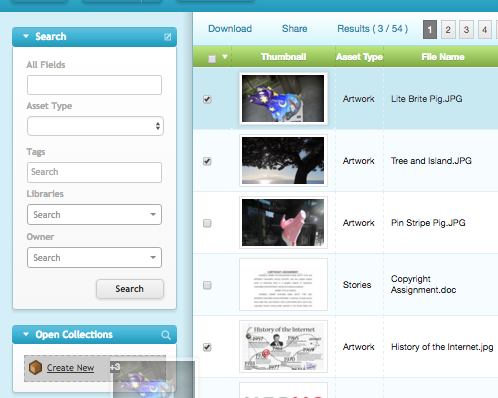 Download Share Results ( 3 / 54 ) 1 2 3 4
Search
All Fields
Asset Type
Tags
Search
Libraries
Search
Owner
Search
Search
Open Collections
Create New
Thumbnail Asset Type File Name
Artwork Lite Brite Pig.JPG
Artwork Tree and Island.JPG
Artwork Pin Stripe Pig.JPG
Stories Copyright
Assignment.doc
History of the Internet
Artwork History of the Internet.jpg